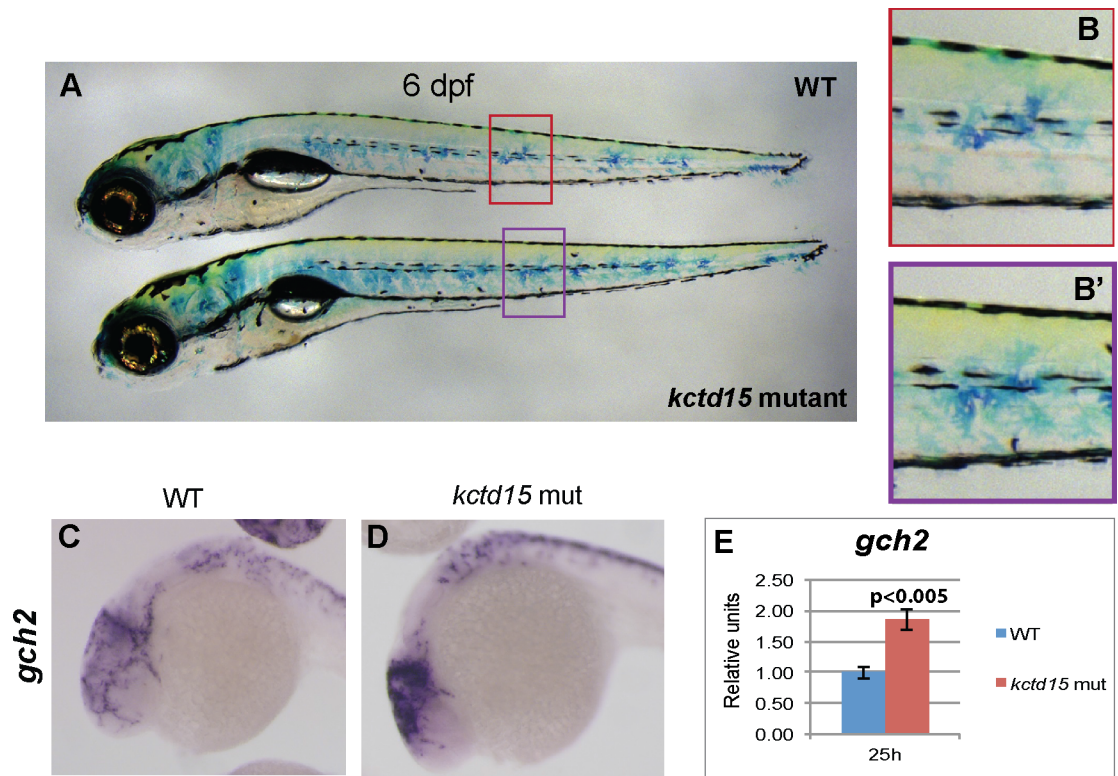 A
6 dpf
WT
kctd15 mutant
B
B'
WT
kctd15 mut
C
D
gch2
E
gch2
2.50
2.00
1.50
1.00
0.50
0.00
Relative units
p<0.005
25h
WT
kctd15 mut